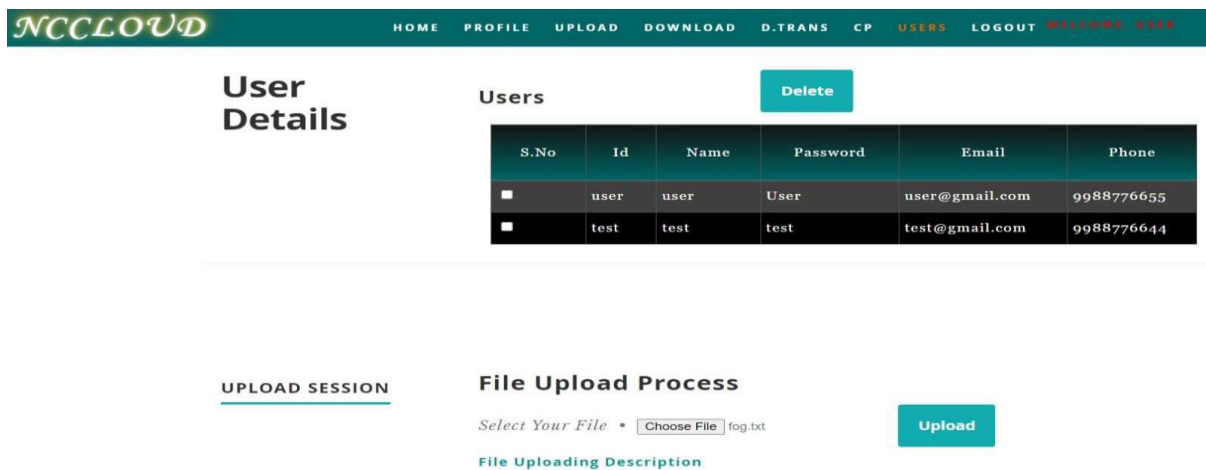 NCCLOUD
HOME PROFILE UPLOAD DOWNLOAD D.TRANS CP USERS LOGOUT WELCOME, USER
User
Details
Users
Delete
S.No Id Name Password Email Phone
user user User user@gmail.com 9988776655
test test test test@gmail.com 9988776644
UPLOAD SESSION
File Upload Process
Select Your File • Choose File fog.txt
Upload
File Uploading Description